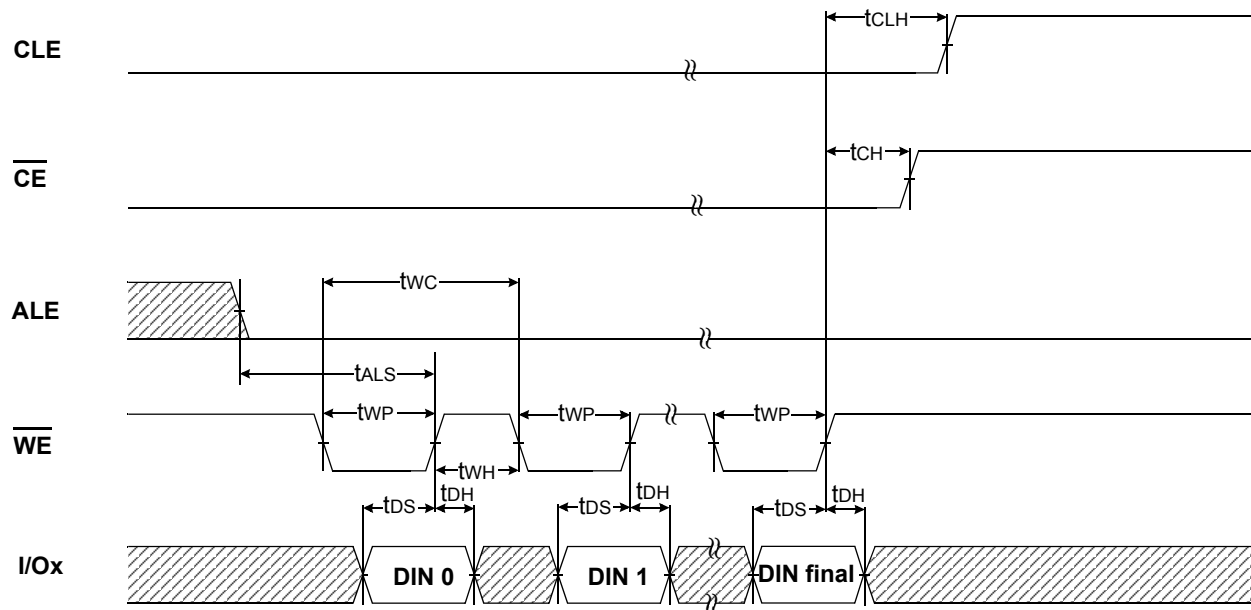 tCLH
CLE
tCH
CE
tWC
ALE
tALS
tWP tWP tWP
WE
tWH
tDS tDH tDS tDH tDS tDH
I/Ox DIN 0 DIN 1 DIN final